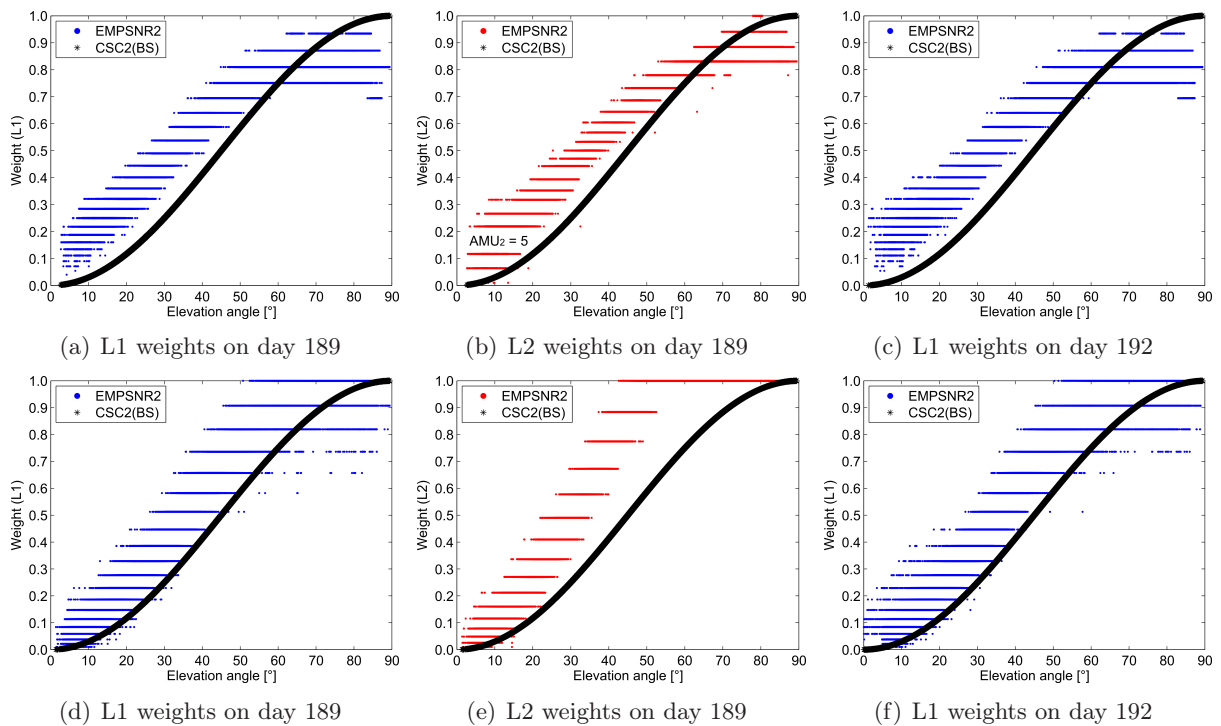 EMPSNR2
CSC2(BS)
Weight (L1)
1.0
0.9
0.8
0.7
0.6
0.5
0.4
0.3
0.2
0.1
0.0
0 10 20 30 40 50 60 70 80 90
Elevation angle [°]
(a) L1 weights on day 189
EMPSNR2
CSC2(BS)
Weight (L2)
1.0
0.9
0.8
0.7
0.6
0.5
0.4
0.3
0.2
0.1
0.0
AMU2 = 5
0 10 20 30 40 50 60 70 80 90
Elevation angle [°]
(b) L2 weights on day 189
EMPSNR2
CSC2(BS)
Weight (L1)
1.0
0.9
0.8
0.7
0.6
0.5
0.4
0.3
0.2
0.1
0.0
0 10 20 30 40 50 60 70 80 90
Elevation angle [°]
(c) L1 weights on day 192
EMPSNR2
CSC2(BS)
Weight (L1)
1.0
0.9
0.8
0.7
0.6
0.5
0.4
0.3
0.2
0.1
0.0
0 10 20 30 40 50 60 70 80 90
Elevation angle [°]
(d) L1 weights on day 189
EMPSNR2
CSC2(BS)
Weight (L2)
1.0
0.9
0.8
0.7
0.6
0.5
0.4
0.3
0.2
0.1
0.0
0 10 20 30 40 50 60 70 80 90
Elevation angle [°]
(e) L2 weights on day 189
EMPSNR2
CSC2(BS)
Weight (L1)
1.0
0.9
0.8
0.7
0.6
0.5
0.4
0.3
0.2
0.1
0.0
0 10 20 30 40 50 60 70 80 90
Elevation angle [°]
(f) L1 weights on day 192